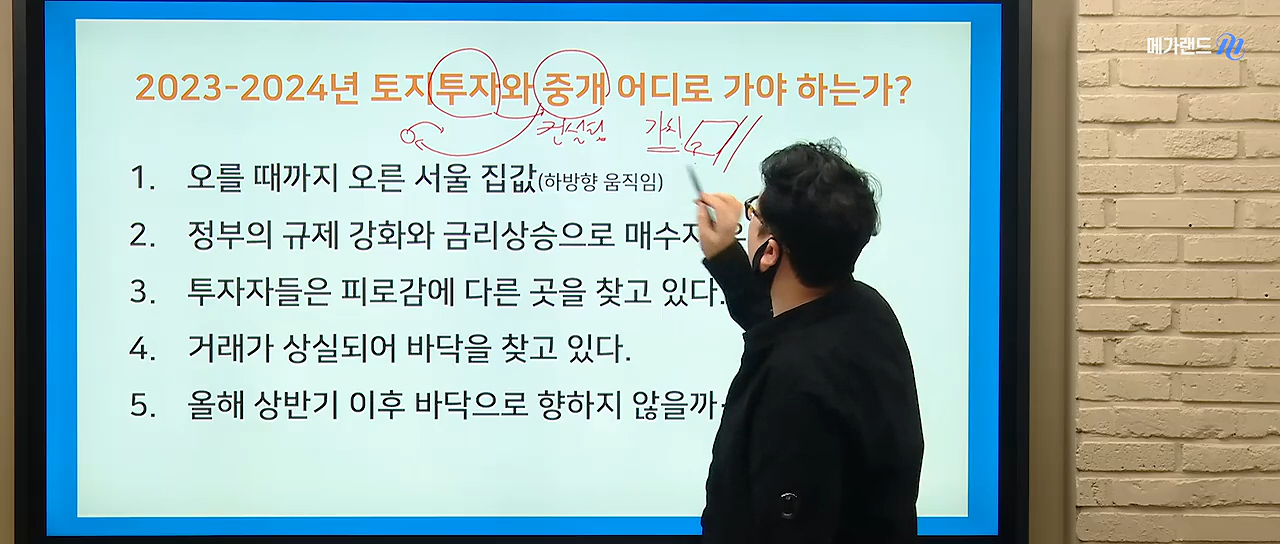 메가랜드
2023-2024년 토지투자와 중개 어디로 가야 하는가?
컨설팅 가치
1. 오를 때까지 오른 서울 집값(하방향 움직임)
2. 정부의 규제 강화와 금리상승으로
3. 투자자들은 피로감에 다른 곳을 찾고 있다.
4. 거래가 상실되어 바닥을 찾고 있다.
5. 올해 상반기 이후 바닥으로 향하지 않을까